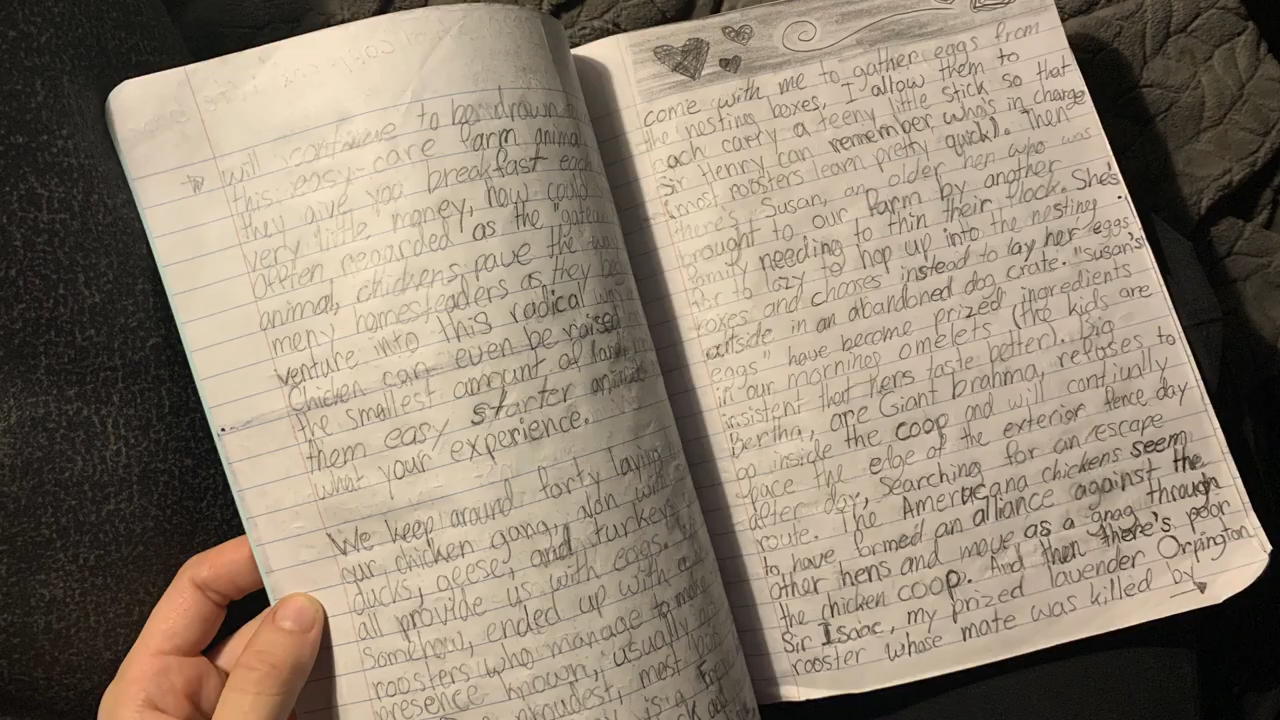 will continue to be drawn
this easy-care farm animal
they give you breakfast each
very little money, how could
often regarded as the "gateway
animal, chickens pave the way
meny homesteaders as they beg
venture into this radical way
Chicken can even be raised
the smallest amount of land
them easy starter animals
what your experience.
We keep around forty laying
our chicken gang, aldn with
ducks, geese, and turkeys
all provide us with eggs.
Somehow, ended up with
roosters who manage to make
presence known, usually
proudest, most
is a
come with me to gather eggs from
the nesting boxes, I allow them to
each carty a teeny little stick so that
Sir Henry can remember who's in charge
(most roosters learn pretty quick). Then
there's Susan, an older hen who was
brought to our farm by another
family needing to thin their flock. She's
far to lazy to hop up into the nesting
boxes and chooses instead to lay her eggs
outside in an abandoned dog crate. "Susan's
eggs" have become prized ingredients
in our mornings omelets (the kids are
insistent that hers taste better). Big
Bertha, are Giant brahma, refuses to
go inside the coop and will contiually
pace the edge of the exterior fence day
after day, searching for an escape
route. The Amerucana chickens seem
to have formed an alliance against the
other hens and move as a gnag through
the chicken coop. And then there's peor
Sir Isaac, my prized lavender Orpington
rooster whose mate was killed by